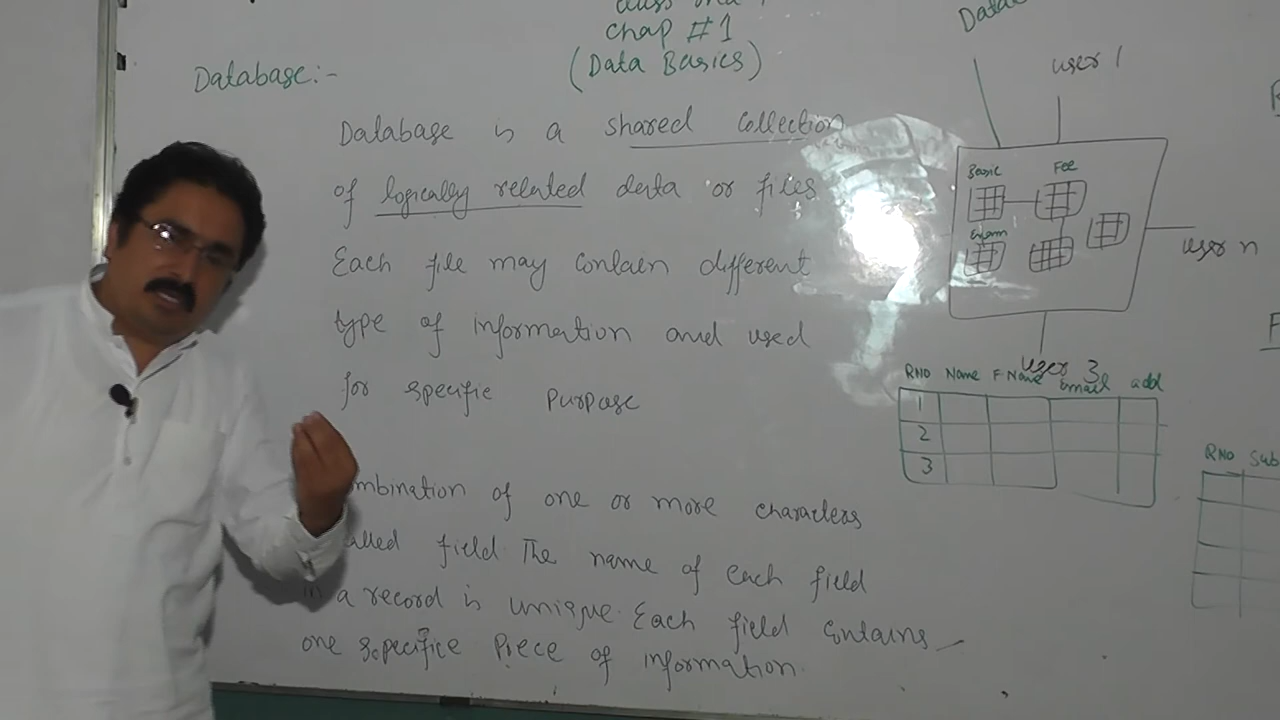 chap #1
(Data Basics)
Database:-
Database is a shared collection
of logically related data or files
Each file may contain different
type of information and used
for specific purpose
of one or more characters
field The name of each field
a record is unique. Each field contains
one specific Piece of information.
user 1
Basic
Fee
Exam
user n
user 3
RNO Name F Name Email add
1
2
3
RNO Sub